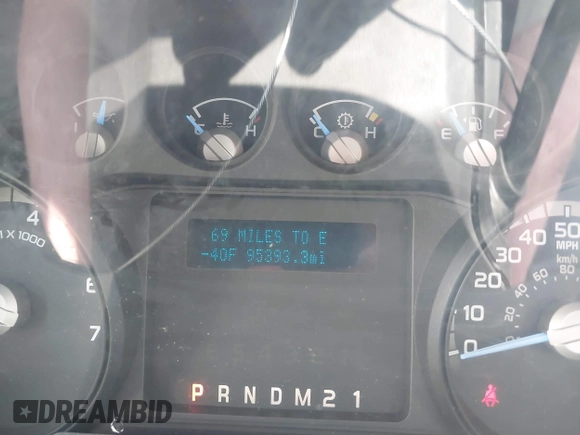 H
C H
E F
.69 MILES TO E
-40F 95393.3mi
4
M X 1000
6
7
50
MPH
km/h
80
40
30
20
10
0
60
40
20
P R N D M 2 1
DREAMBID